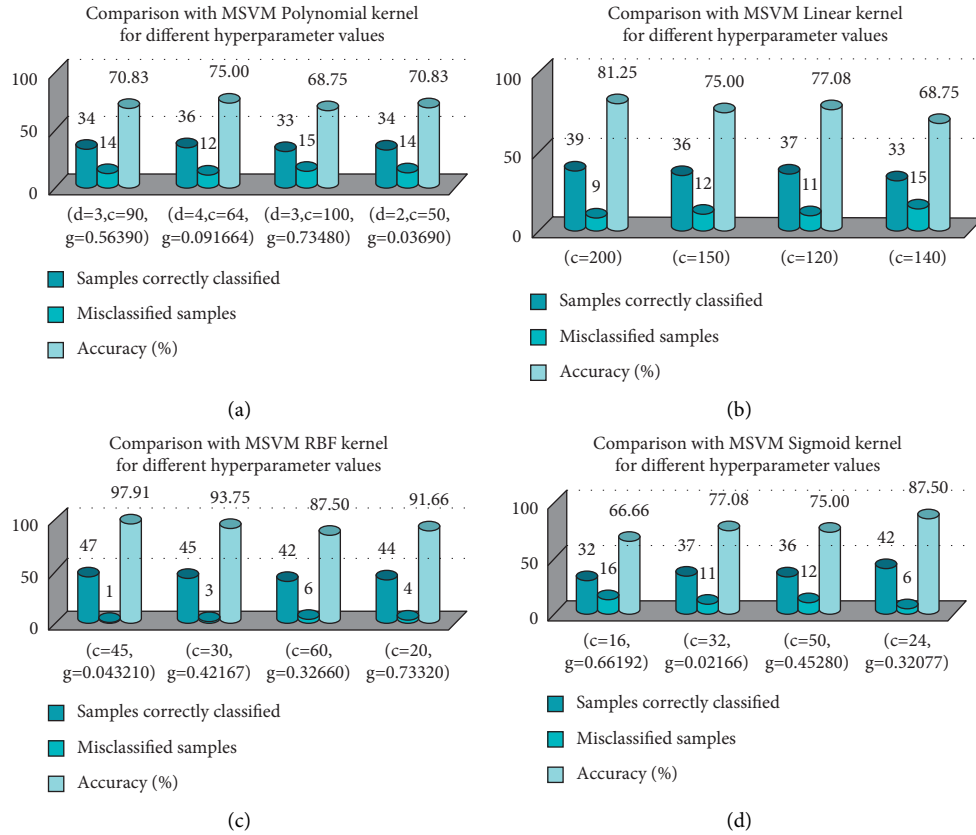 Comparison with MSVM Polynomial kernel
for different hyperparameter values
100
50
0
70.83
75.00
68.75
70.83
34
14
36
12
33
15
34
14
(d=3,c=90,
g=0.56390)
(d=4,c=64,
g=0.091664)
(d=3,c=100,
g=0.73480)
(d=2,c=50,
g=0.03690)
Samples correctly classified
Misclassified samples
Accuracy (%)
(a)
Comparison with MSVM Linear kernel
for different hyperparameter values
100
50
0
81.25
75.00
77.08
68.75
39
9
36
12
37
11
33
15
(c=200)
(c=150)
(c=120)
(c=140)
Samples correctly classified
Misclassified samples
Accuracy (%)
(b)
Comparison with MSVM RBF kernel
for different hyperparameter values
100
50
0
97.91
93.75
87.50
91.66
47
1
45
3
42
6
44
4
(c=45,
g=0.043210)
(c=30,
g=0.42167)
(c=60,
g=0.32660)
(c=20,
g=0.73320)
Samples correctly classified
Misclassified samples
Accuracy (%)
(c)
Comparison with MSVM Sigmoid kernel
for different hyperparameter values
100
50
0
66.66
77.08
75.00
87.50
32
16
37
11
36
12
42
6
(c=16,
g=0.66192)
(c=32,
g=0.02166)
(c=50,
g=0.45280)
(c=24,
g=0.32077)
Samples correctly classified
Misclassified samples
Accuracy (%)
(d)